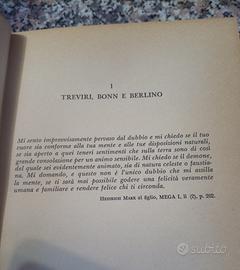 1
TREVIRI, BONN E BERLINO
Mi sento improvvisamente pervaso dal dubbio e mi chiedo se il tuo
cuore sia conforme alla tua mente e alle tue disposizioni naturali,
se sia aperto a quei teneri sentimenti che sulla terra sono di così
grande consolazione per un animo sensibile. Mi chiedo se il demone,
del quale sei evidentemente animato, sia di natura celeste o faustia-
na. Mi domando, e questo non è l'unico dubbio che mi assilla
la mente, se ti sarà mai possibile godere una felicità veramente
umana e familiare e rendere felice chi ti circonda.
HEINRICH MARX al figlio, MEGA I, ii (2), p. 202.
subito